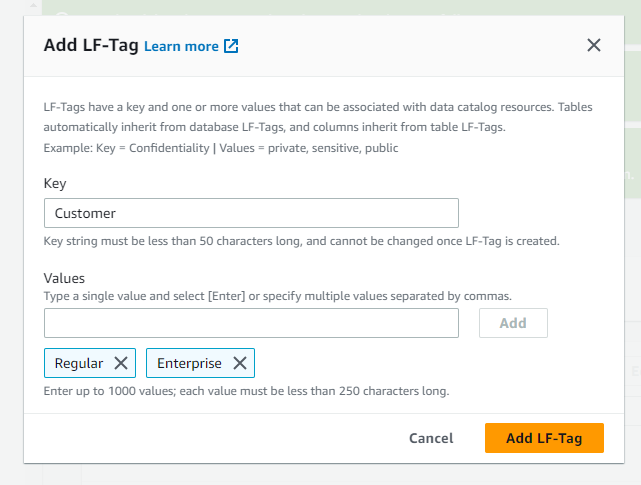 Add LF-Tag Learn more
LF-Tags have a key and one or more values that can be associated with data catalog resources. Tables
automatically inherit from database LF-Tags, and columns inherit from table LF-Tags.
Example: Key = Confidentiality | Values = private, sensitive, public
Key
Customer
Key string must be less than 50 characters long, and cannot be changed once LF-Tag is created.
Values
Type a single value and select [Enter] or specify multiple values separated by commas.
Add
Regular Enterprise
Enter up to 1000 values; each value must be less than 250 characters long.
Cancel Add LF-Tag